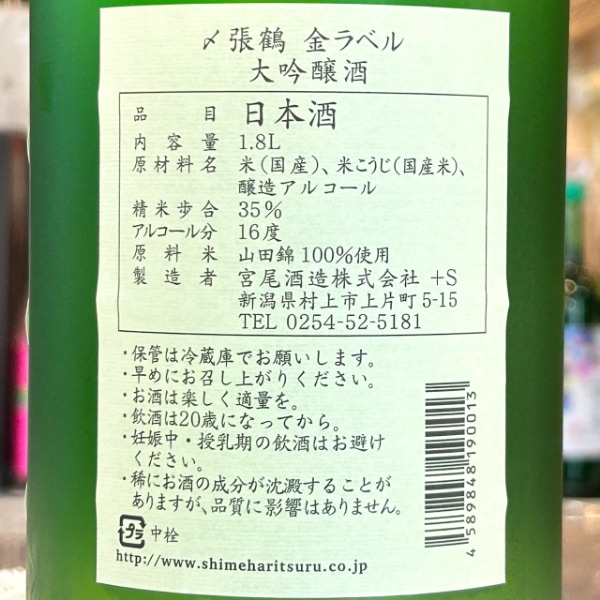 〆張鶴 金ラベル
大吟醸酒
品目 日本酒
内容量 1.8L
原材料名 米(国産)、米こうじ(国産米)、
醸造アルコール
精米歩合 35%
アルコール分 16度
原料米 山田錦100%使用
製造者 宮尾酒造株式会社 +S
新潟県村上市上片町5-15
TEL 0254-52-5181
・保管は冷蔵庫でお願いします。
・早めにお召し上がりください。
・お酒は楽しく適量を。
・飲酒は20歳になってから。
・妊娠中・授乳期の飲酒はお避け
ください。
・稀にお酒の成分が沈澱することが
ありますが、品質に影響はありません。
プラ 中栓
http://www.shimeharitsuru.co.jp
4 589848 190013